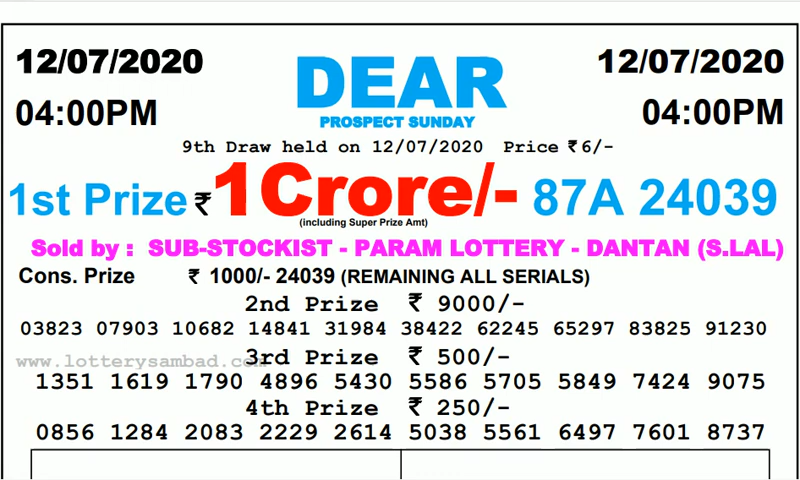 12/07/2020 DEAR 12/07/2020
04:00PM PROSPECT SUNDAY 04:00PM
9th Draw held on 12/07/2020 Price ₹ 6/-
1st Prize ₹ 1 Crore/- 87A 24039
(including Super Prize Amt)
Sold by : SUB-STOCKIST - PARAM LOTTERY - DANTAN (S.LAL)
Cons. Prize ₹ 1000/- 24039 (REMAINING ALL SERIALS)
2nd Prize ₹ 9000/-
03823 07903 10682 14841 31984 38422 62245 65297 83825 91230
www.lotterysambad.com
3rd Prize ₹ 500/-
1351 1619 1790 4896 5430 5586 5705 5849 7424 9075
4th Prize ₹ 250/-
0856 1284 2083 2229 2614 5038 5561 6497 7601 8737